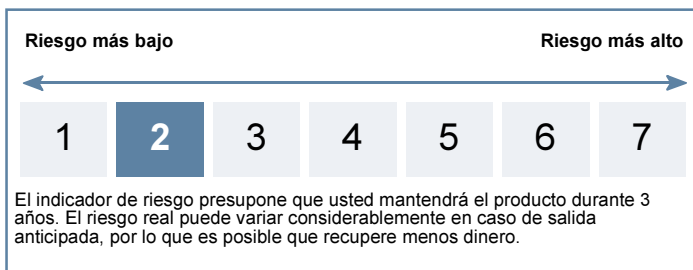 Riesgo más bajo Riesgo más alto
1 2 3 4 5 6 7
El indicador de riesgo presupone que usted mantendrá el producto durante 3
años. El riesgo real puede variar considerablemente en caso de salida
anticipada, por lo que es posible que recupere menos dinero.